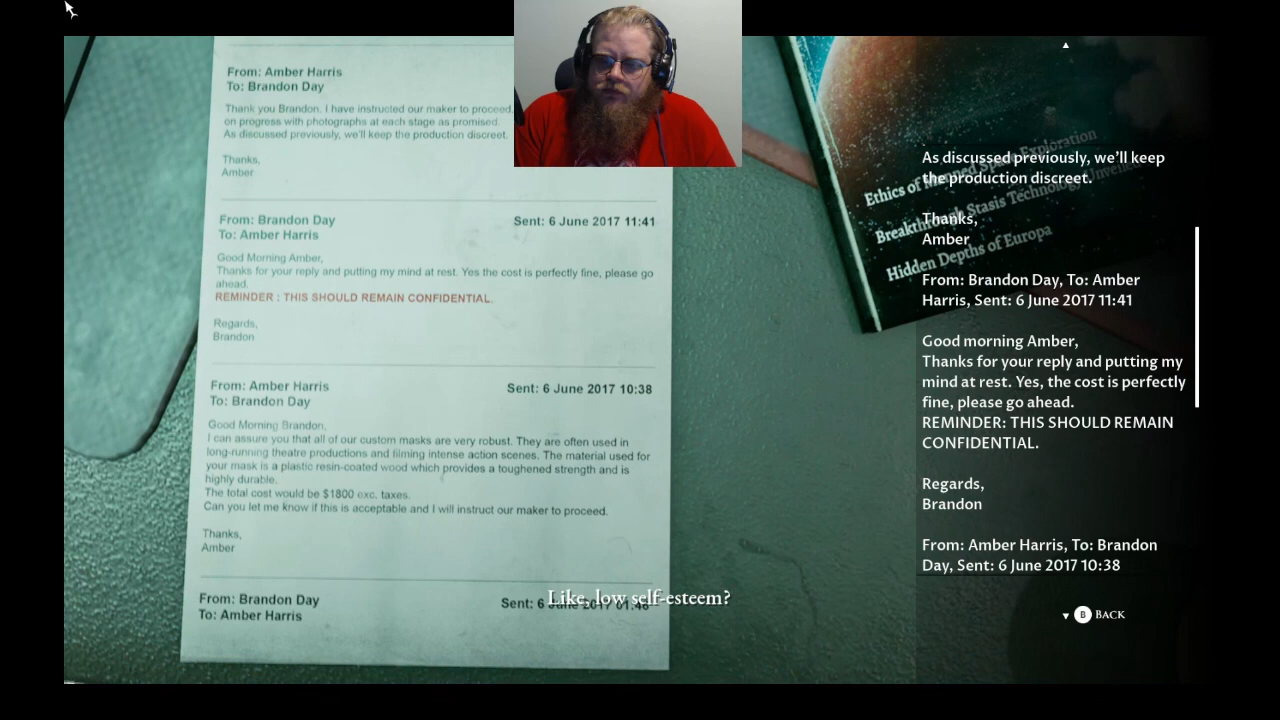 From: Amber Harris
To: Brandon Day
Thank you Brandon. I have instructed our maker to proceed.
on progress with photographs at each stage as promised.
As discussed previously, we'll keep the production discreet.
Thanks,
Amber
From: Brandon Day
Sent: 6 June 2017 11:41
To: Amber Harris
Good Morning Amber,
Thanks for your reply and putting my mind at rest. Yes the cost is perfectly fine, please go
ahead.
REMINDER : THIS SHOULD REMAIN CONFIDENTIAL.
Regards,
Brandon
From: Amber Harris
Sent: 6 June 2017 10:38
To: Brandon Day
Good Morning Brandon,
I can assure you that all of our custom masks are very robust. They are often used in
long-running theatre productions and filming intense action scenes. The material used for
your mask is a plastic resin-coated wood which provides a toughened strength and is
highly durable.
The total cost would be $1800 exc. taxes.
Can you let me know if this is acceptable and I will instruct our maker to proceed.
Thanks,
Amber
From: Brandon Day
Sent: 6 June 2017
To: Amber Harris
Like, low self-esteem?
Ethics of Manned Space Exploration
Breakthrough Stasis Technology Unveiled
Hidden Depths of Europa
As discussed previously, we'll keep
the production discreet.
Thanks,
Amber
From: Brandon Day, To: Amber
Harris, Sent: 6 June 2017 11:41
Good morning Amber,
Thanks for your reply and putting my
mind at rest. Yes, the cost is perfectly
fine, please go ahead.
REMINDER: THIS SHOULD REMAIN
CONFIDENTIAL.
Regards,
Brandon
From: Amber Harris, To: Brandon
Day, Sent: 6 June 2017 10:38
B BACK